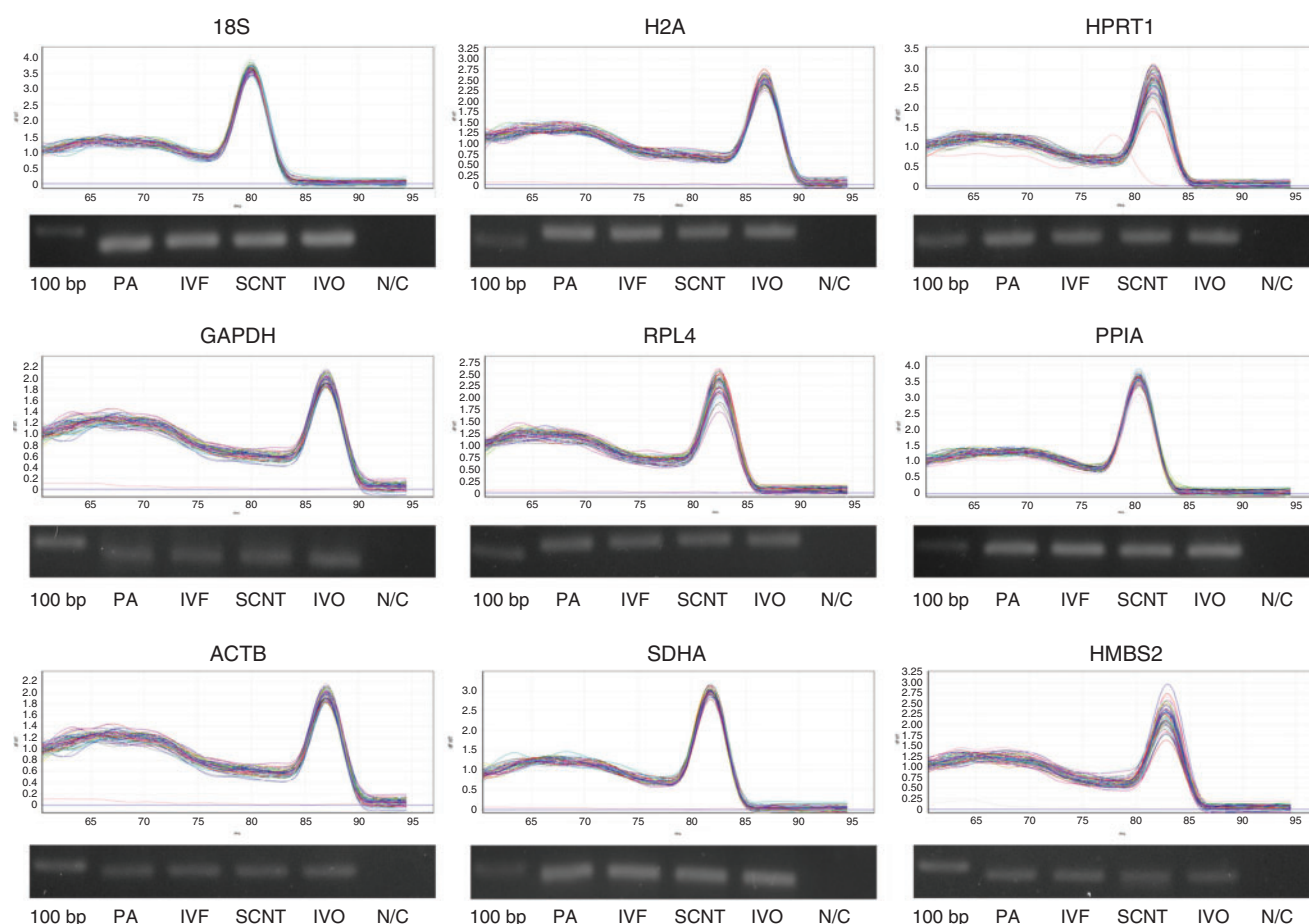 18S H2A HPRT1
4.0 3.5 3.0 2.5 2.0 1.5 1.0 0.5 0
3.25 3.00 2.75 2.50 2.25 2.00 1.75 1.50 1.25 1.00 0.75 0.50 0.25 0
3.5 3.0 2.5 2.0 1.5 1.0 0.5 0
65 70 75 80 85 90 95 65 70 75 80 85 90 95 65 70 75 80 85 90 95
100 bp PA IVF SCNT IVO N/C 100 bp PA IVF SCNT IVO N/C 100 bp PA IVF SCNT IVO N/C
GAPDH RPL4 PPIA
2.2 2.0 1.8 1.6 1.4 1.2 1.0 0.8 0.6 0.4 0.2 0
2.75 2.50 2.25 2.00 1.75 1.50 1.25 1.00 0.75 0.50 0.25 0
4.0 3.5 3.0 2.5 2.0 1.5 1.0 0.5 0
65 70 75 80 85 90 95 65 70 75 80 85 90 95 65 70 75 80 85 90 95
100 bp PA IVF SCNT IVO N/C 100 bp PA IVF SCNT IVO N/C 100 bp PA IVF SCNT IVO N/C
ACTB SDHA HMBS2
2.2 2.0 1.8 1.6 1.4 1.2 1.0 0.8 0.6 0.4 0.2 0
3.0 2.5 2.0 1.5 1.0 0.5 0
3.25 3.00 2.75 2.50 2.25 2.00 1.75 1.50 1.25 1.00 0.75 0.50 0.25 0
65 70 75 80 85 90 95 65 70 75 80 85 90 95 65 70 75 80 85 90 95
100 bp PA IVF SCNT IVO N/C 100 bp PA IVF SCNT IVO N/C 100 bp PA IVF SCNT IVO N/C